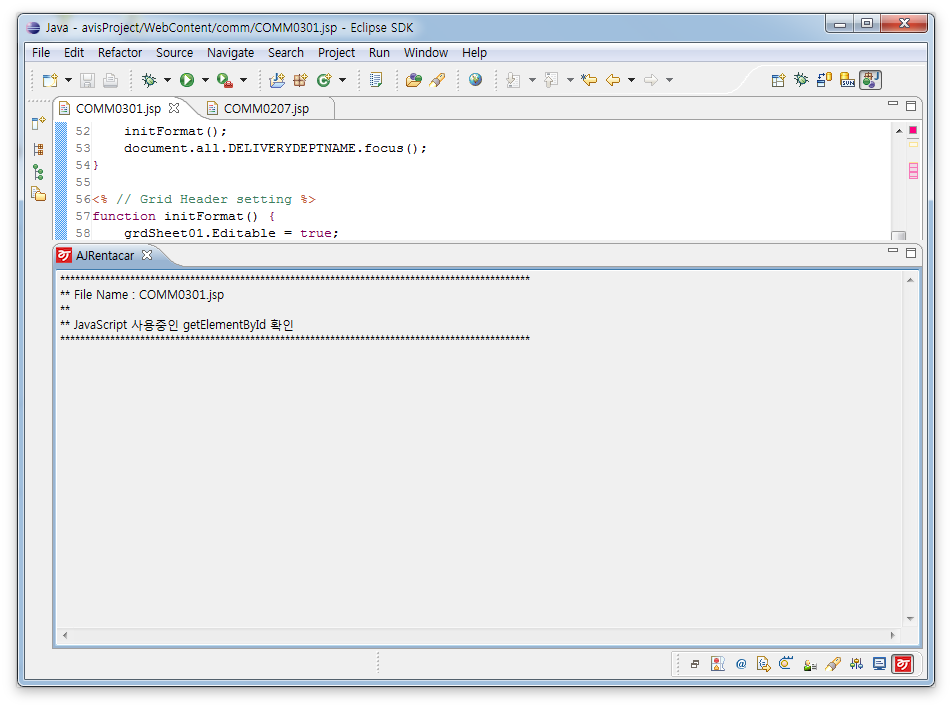 Java - avisProject/WebContent/comm/COMM0301.jsp - Eclipse SDK
File Edit Refactor Source Navigate Search Project Run Window Help
COMM0301.jsp COMM0207.jsp
52 initFormat();
53 document.all.DELIVERYDEPTNAME.focus();
54 }
55
56 <% // Grid Header setting %>
57 function initFormat() {
58 grdSheet01.Editable = true;
AJRentacar
**********************************************************************************************
** File Name : COMM0301.jsp
**
** JavaScript 사용중인 getElementById 확인
**********************************************************************************************